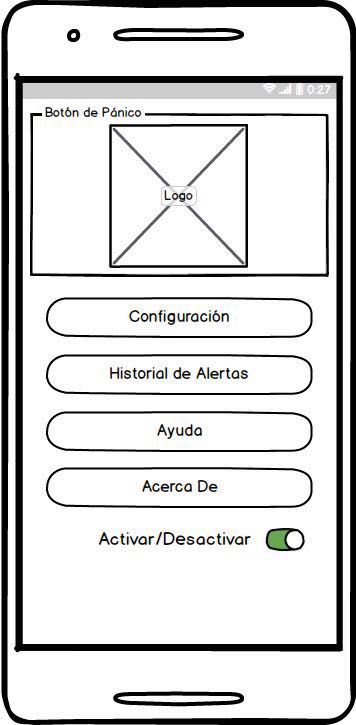 0:27
Botón de Pánico
Logo
Configuración
Historial de Alertas
Ayuda
Acerca De
Activar/Desactivar